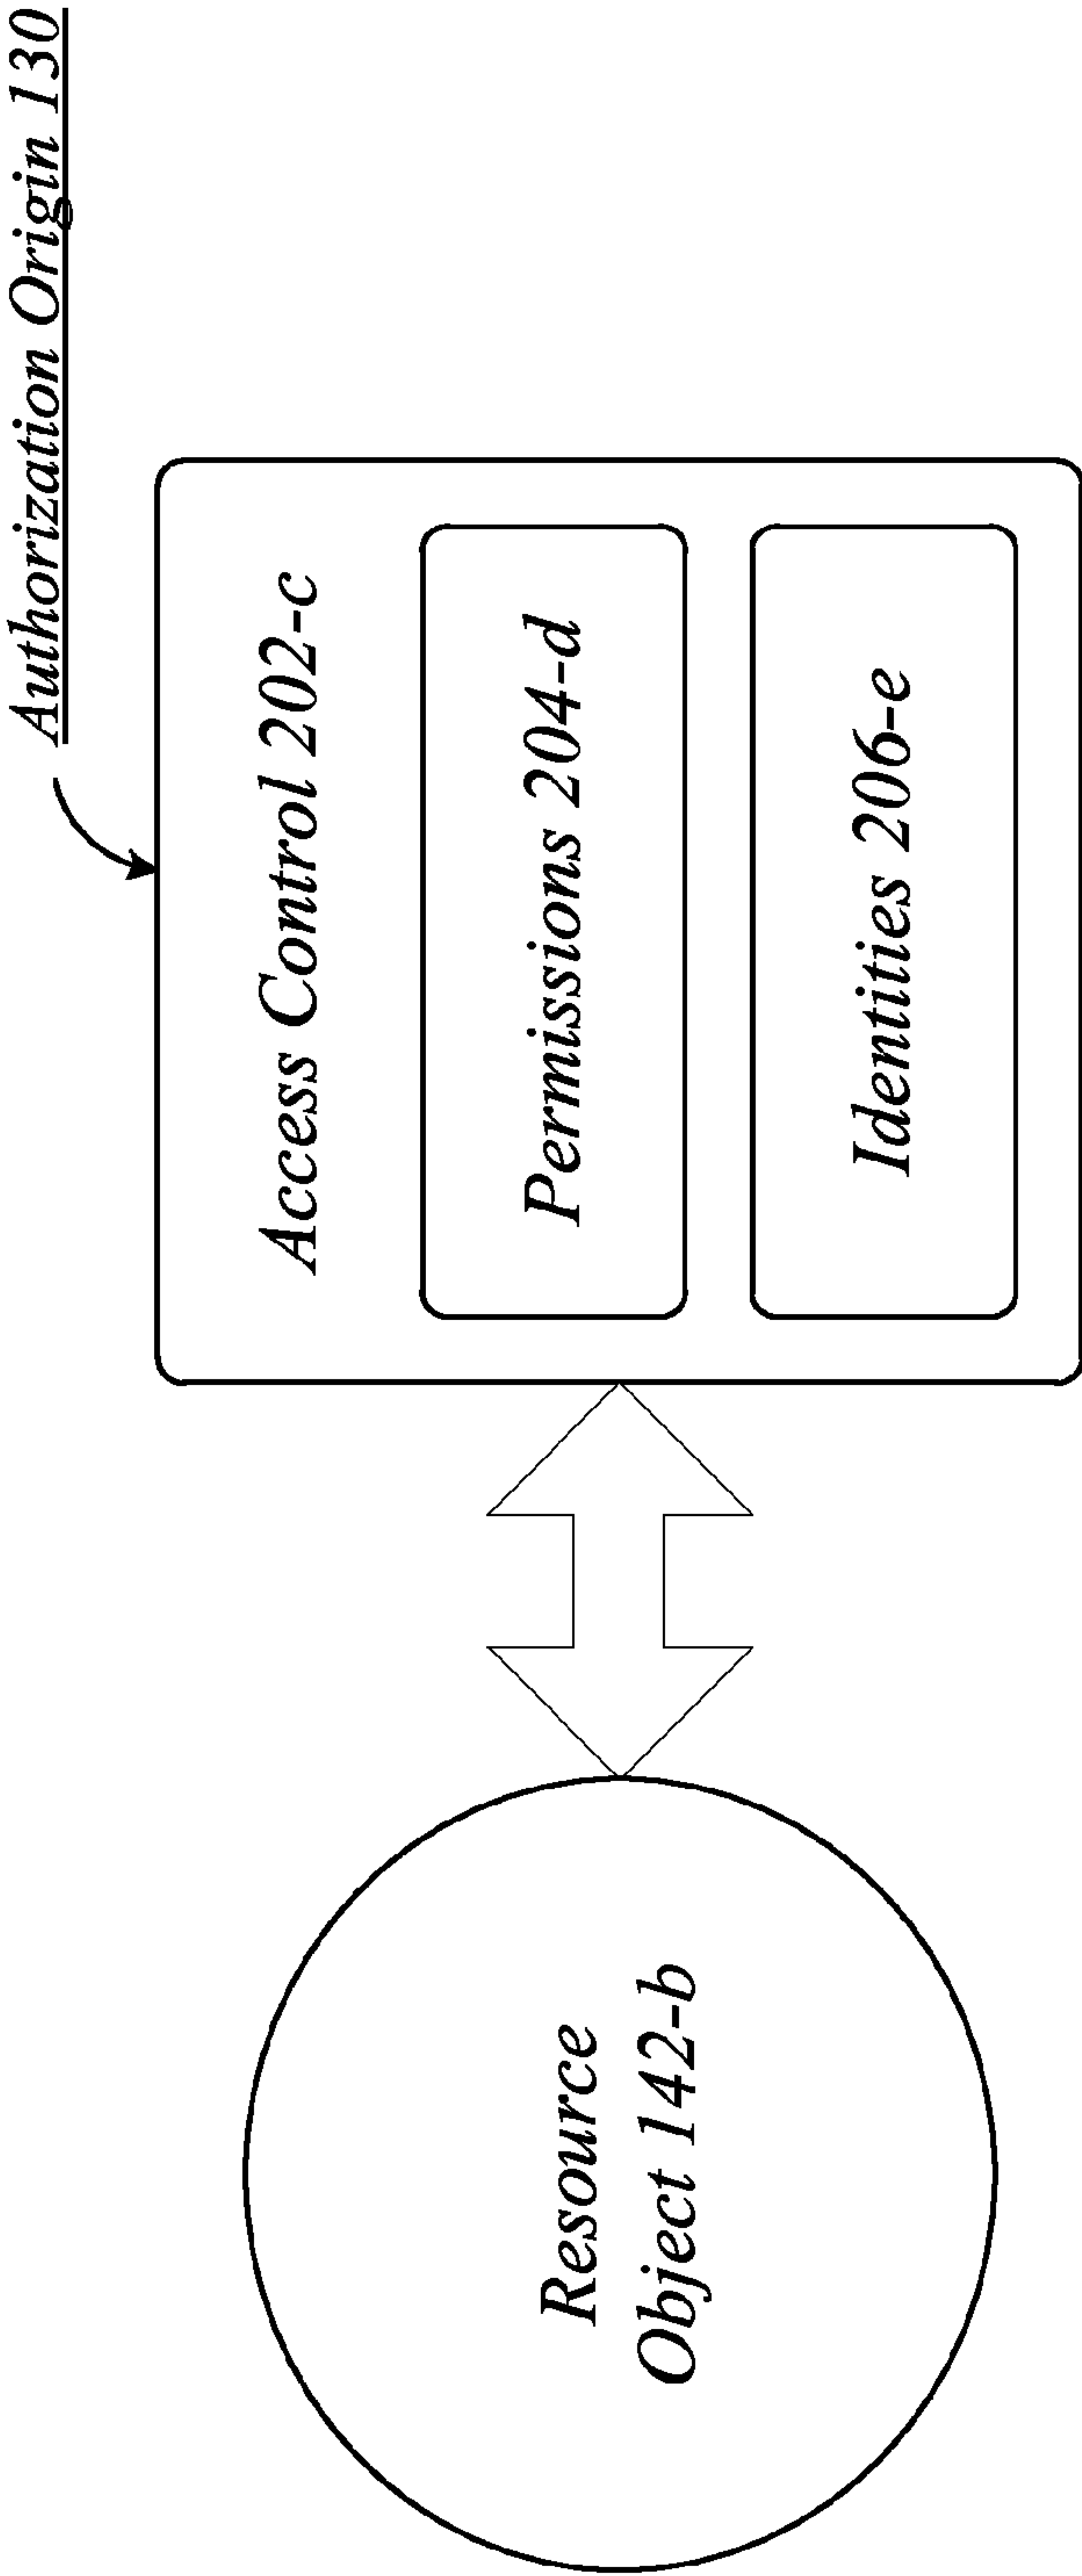 Authorization Origin 130
Access Control 202-c
Permissions 204-d
Identities 206-e
Resource
Object 142-b